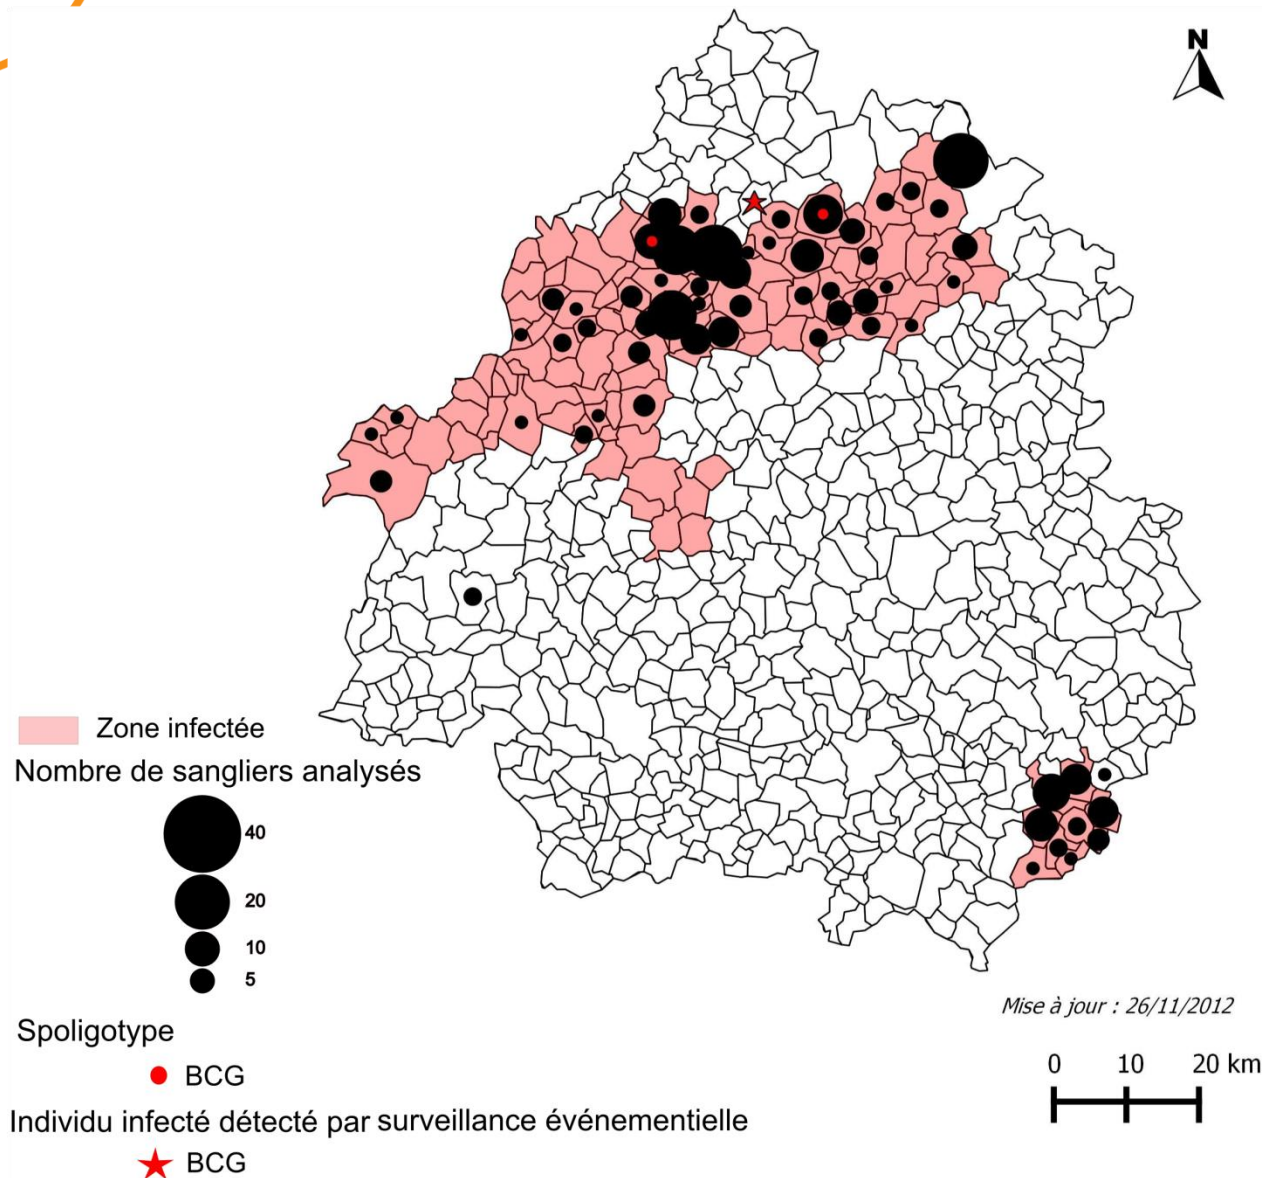 N
Zone infectée
Nombre de sangliers analysés
40
20
10
5
Spoligotype
BCG
Individu infecté détecté par surveillance événementielle
BCG
Mise à jour : 26/11/2012
0 10 20 km